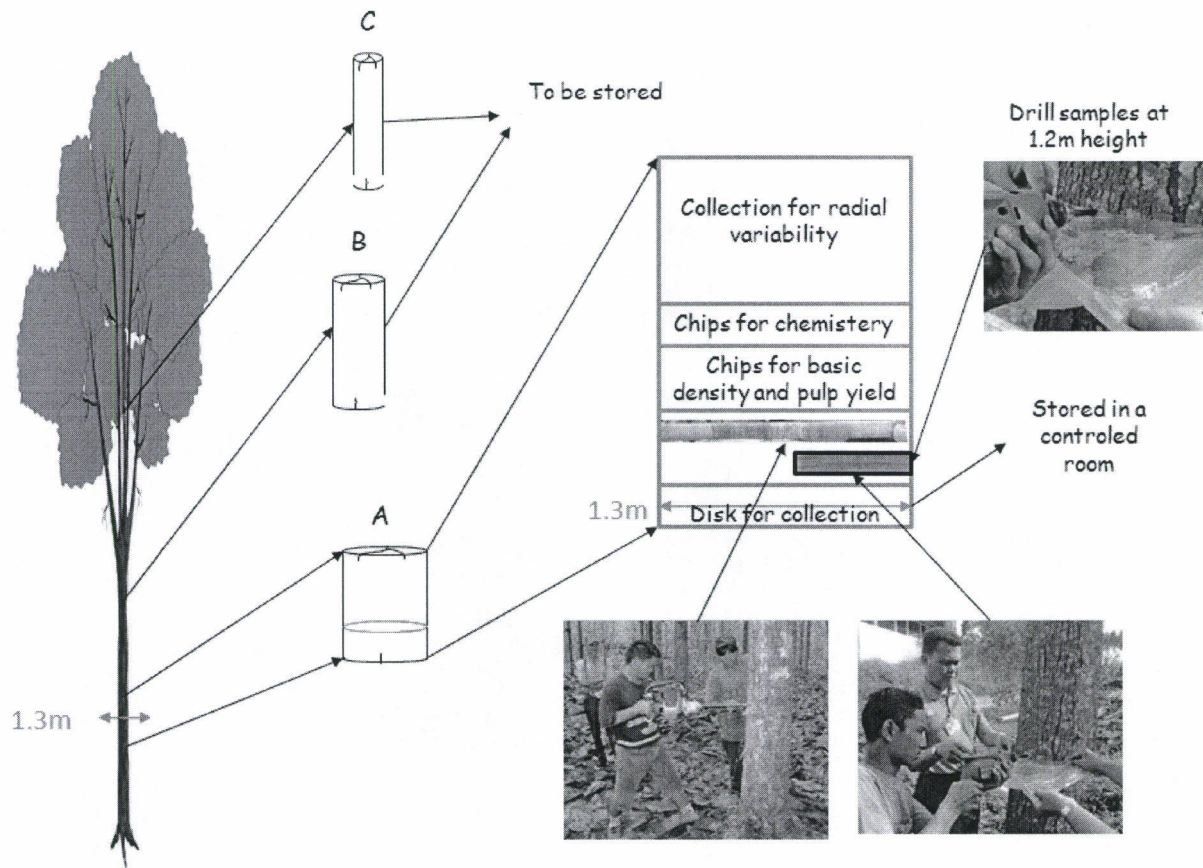 C
To be stored
Drill samples at
1.2m height
Collection for radial
variability
B
Chips for chemistery
Chips for basic
density and pulp yield
Stored in a
controled
room
A
1.3m
Disk for collection
1.3m